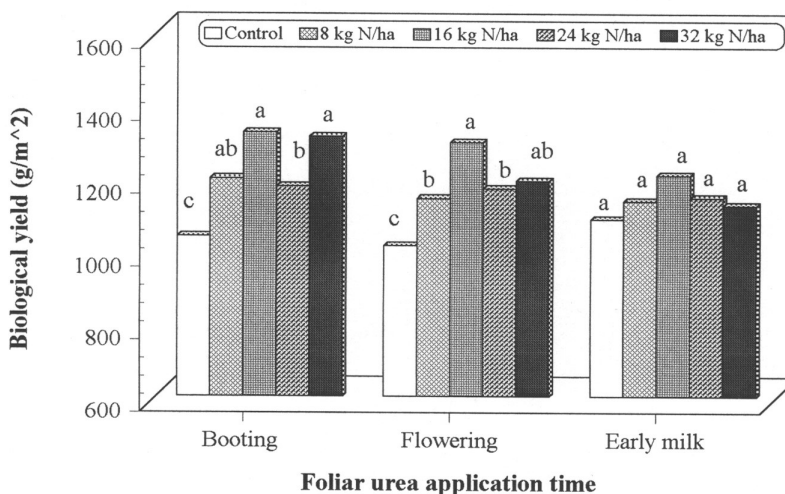 Control 8 kg N/ha 16 kg N/ha 24 kg N/ha 32 kg N/ha
1600
1400
1200
1000
800
600
Biological yield (g/m^2)
c ab a b a
c b a b ab
a a a a a
Booting Flowering Early milk
Foliar urea application time